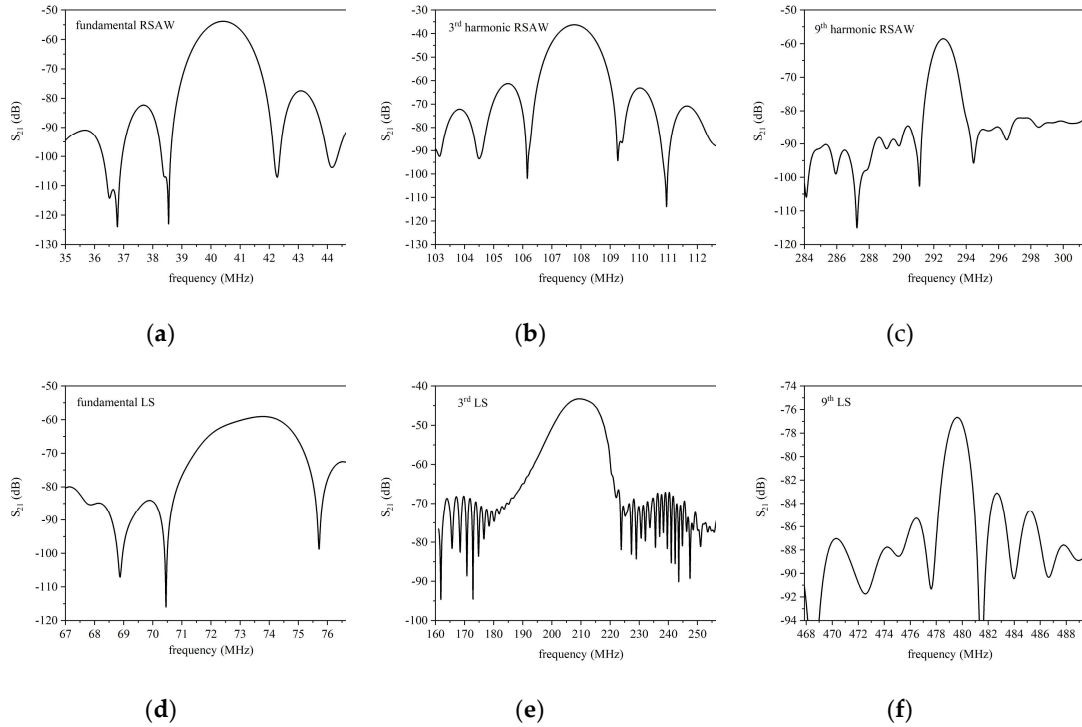 fundamental RSAW
S21 (dB)
-50
-60
-70
-80
-90
-100
-110
-120
-130
35 36 37 38 39 40 41 42 43 44
frequency (MHz)
(a)
3rd harmonic RSAW
S21 (dB)
-30
-40
-50
-60
-70
-80
-90
-100
-110
-120
-130
103 104 105 106 107 108 109 110 111 112
frequency (MHz)
(b)
9th harmonic RSAW
S21 (dB)
-50
-60
-70
-80
-90
-100
-110
-120
284 286 288 290 292 294 296 298 300
frequency (MHz)
(c)
fundamental LS
S21 (dB)
-50
-60
-70
-80
-90
-100
-110
-120
67 68 69 70 71 72 73 74 75 76
frequency (MHz)
(d)
3rd LS
S21 (dB)
-40
-50
-60
-70
-80
-90
-100
160 170 180 190 200 210 220 230 240 250
frequency (MHz)
(e)
9th LS
S21 (dB)
-74
-76
-78
-80
-82
-84
-86
-88
-90
-92
-94
468 470 472 474 476 478 480 482 484 486 488
frequency (MHz)
(f)